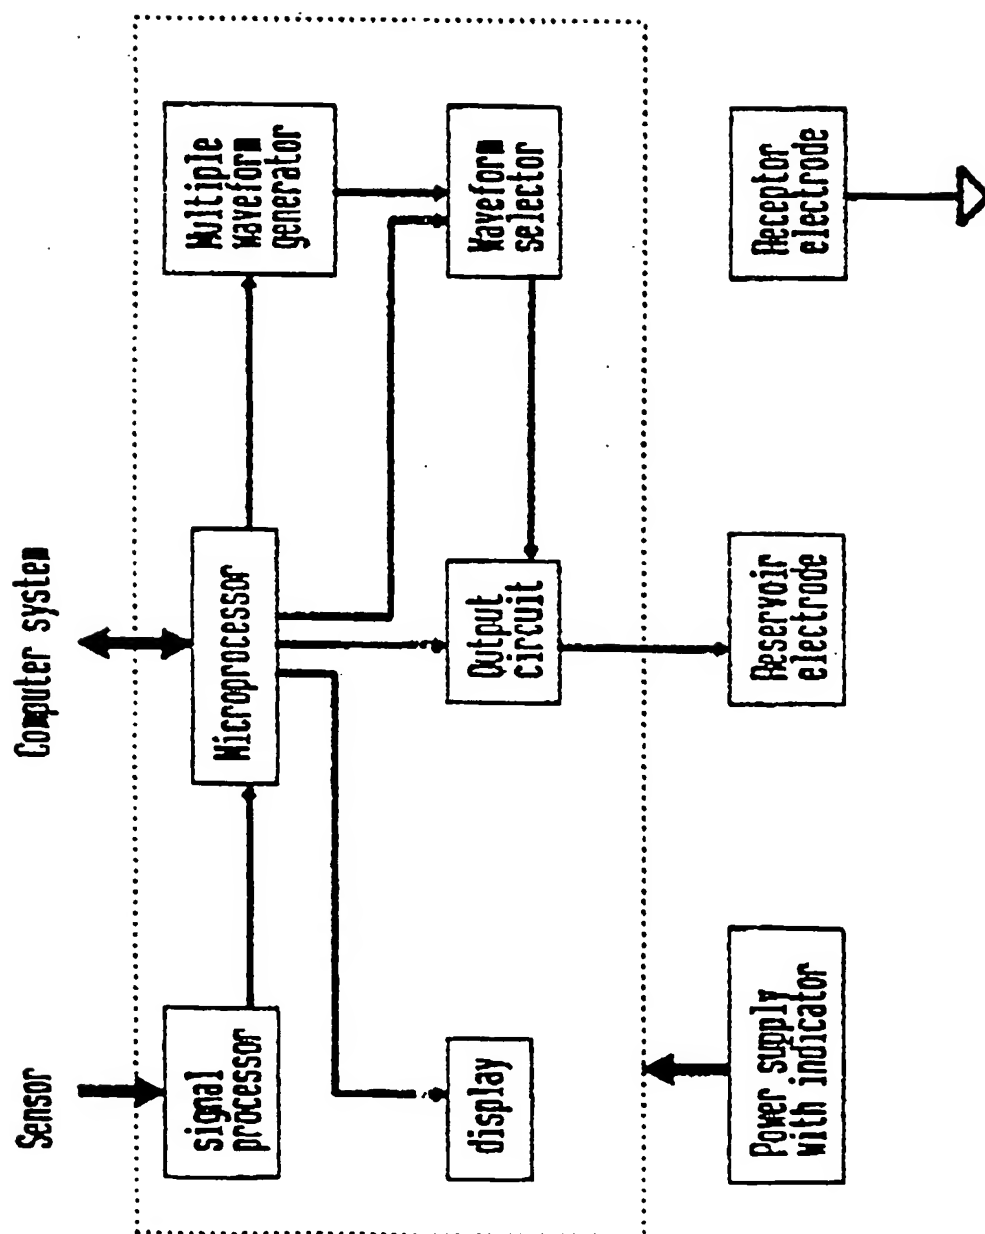 Sensor
Computer system
signal
processor
Microprocessor
Multiple
waveform
generator
display
Output
circuit
Waveform
selector
Power supply
with indicator
Reservoir
electrode
Receptor
electrode